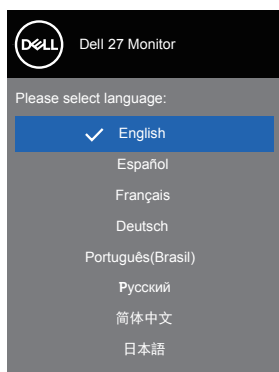 DELL
Dell 27 Monitor
Please select language:
English
Español
Français
Deutsch
Português(Brasil)
Русский
简体中文
日本語